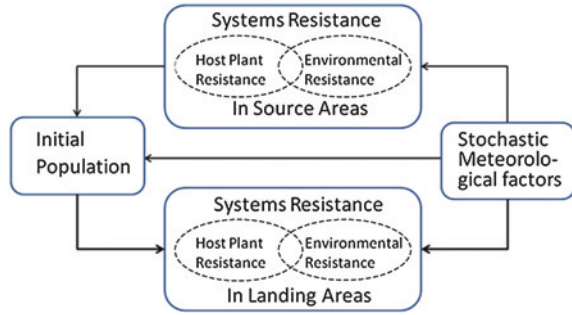 Systems Resistance
Host Plant
Resistance
Environmental
Resistance
In Source Areas
Initial
Population
Stochastic
Meteorolo-
gical factors
Systems Resistance
Host Plant
Resistance
Environmental
Resistance
In Landing Areas